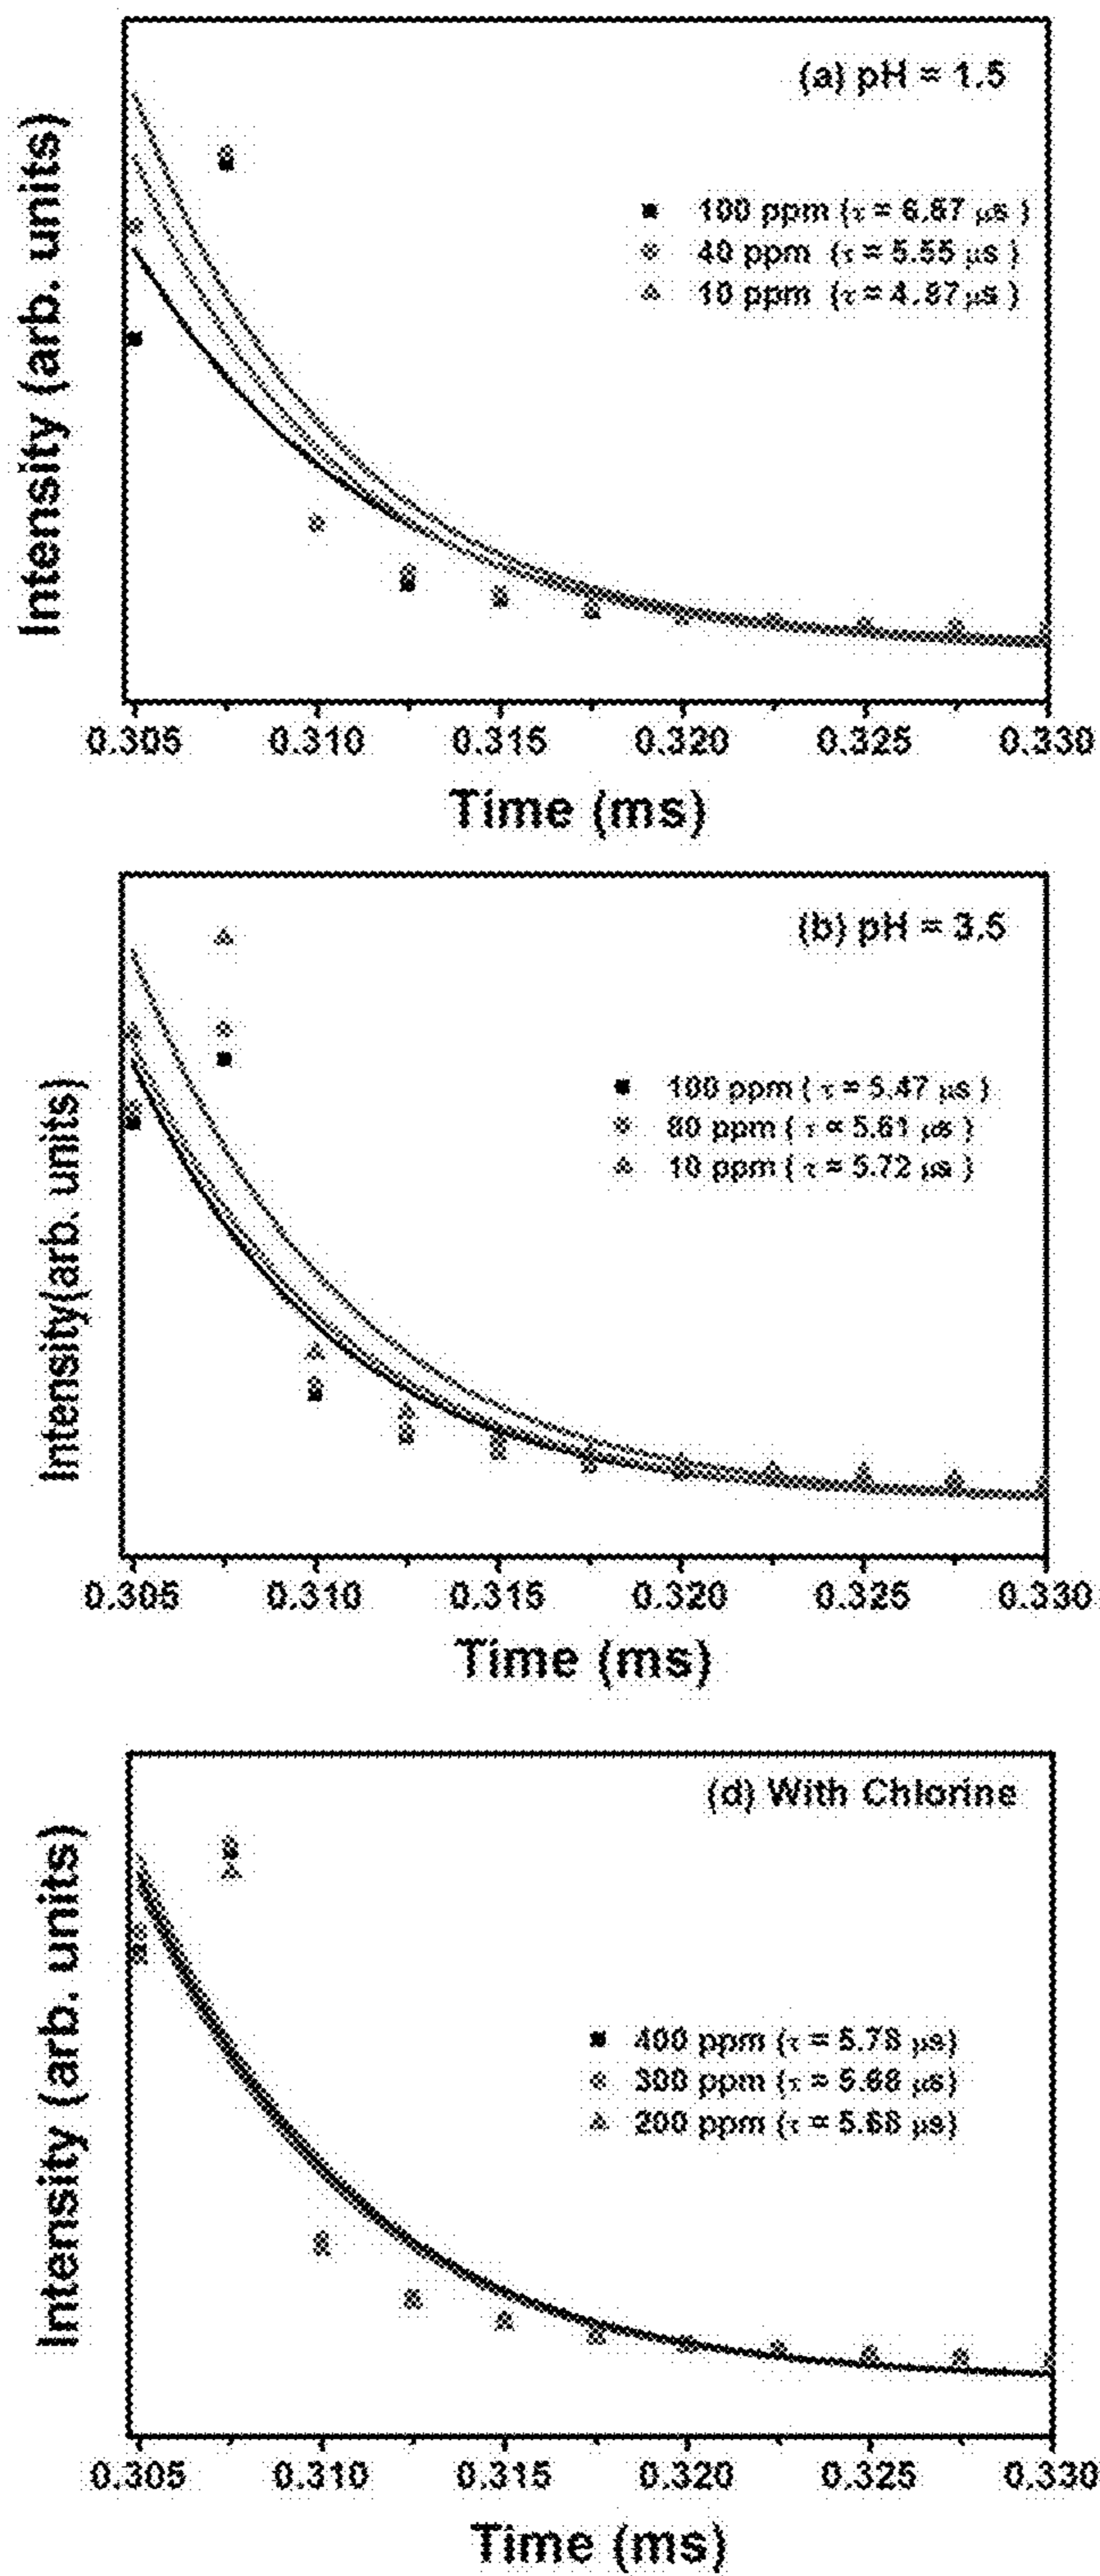 (a) pH = 1.5
Intensity (arb. units)
100 ppm (τ = 6.67 μs )
40 ppm (τ = 5.55 μs )
10 ppm (τ = 4.87 μs )
0.305 0.310 0.315 0.320 0.325 0.330
Time (ms)
(b) pH = 3.5
Intensity(arb. units)
100 ppm ( τ = 5.47 μs )
ppm ( τ = 5.61 μs )
10 ppm ( τ = 5.72 μs )
0.305 0.310 0.315 0.320 0.325 0.330
Time (ms)
(d) With Chlorine
Intensity (arb. units)
400 ppm (τ = 5.78 μs)
300 ppm (τ = 5.68 μs)
200 ppm (τ = 5.68 μs)
0.305 0.310 0.315 0.320 0.325 0.330
Time (ms)